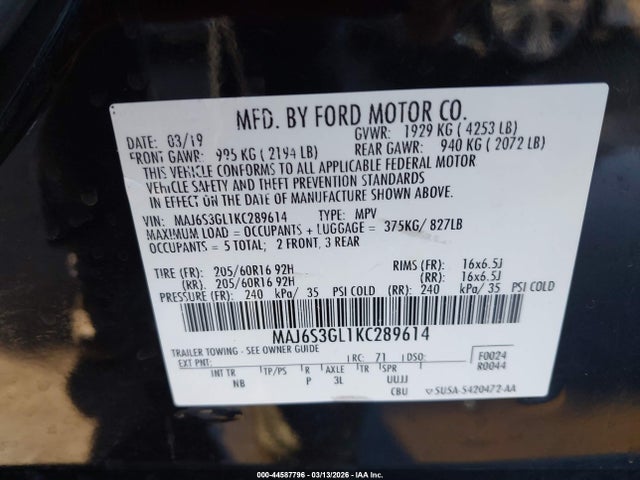 MFD. BY FORD MOTOR CO.
DATE: 03/19 GVWR: 1929 KG (4253 LB)
FRONT GAWR: 995 KG (2194 LB) REAR GAWR: 940 KG (2072 LB)
THIS VEHICLE CONFORMS TO ALL APPLICABLE FEDERAL MOTOR
VEHICLE SAFETY AND THEFT PREVENTION STANDARDS
IN EFFECT ON THE DATE OF MANUFACTURE SHOWN ABOVE.
VIN: MAJ6S3GL1KC289614 TYPE: MPV
MAXIMUM LOAD = OCCUPANTS + LUGGAGE = 375KG/ 827LB
OCCUPANTS = 5 TOTAL; 2 FRONT, 3 REAR
TIRE (FR): 205/60R16 92H RIMS (FR): 16x6.5J
(RR): 205/60R16 92H (RR): 16x6.5J
PRESSURE (FR): 240 kPa/ 35 PSI COLD (RR): 240 kPa/ 35 PSI COLD
MAJ6S3GL1KC289614
TRAILER TOWING - SEE OWNER GUIDE
EXT PNT: RC: 71 DSO: F0024
R0044
INT TR TP/PS R AXLE TR SPR
NB P 3L UUJJ
CBU 5USA-5420472-AA
000-44587796 - 03/13/2026 - IAA Inc.